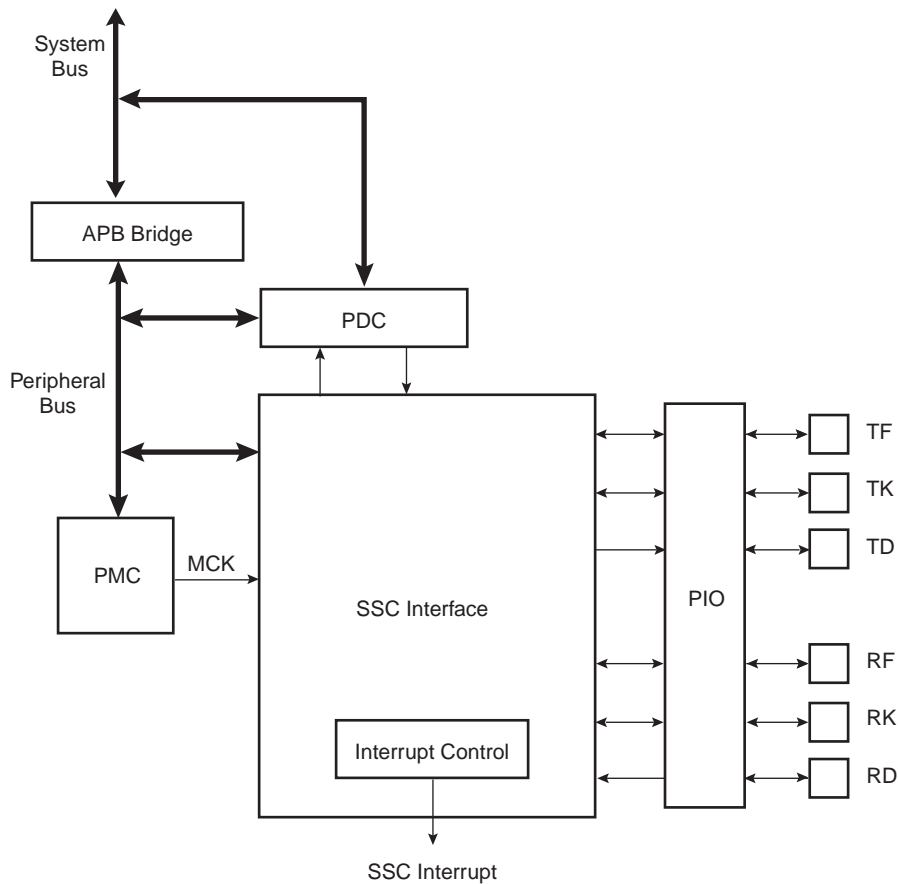 System
Bus
APB Bridge
PDC
Peripheral
Bus
TF
TK
TD
MCK
PMC
PIO
SSC Interface
RF
RK
Interrupt Control
RD
SSC Interrupt